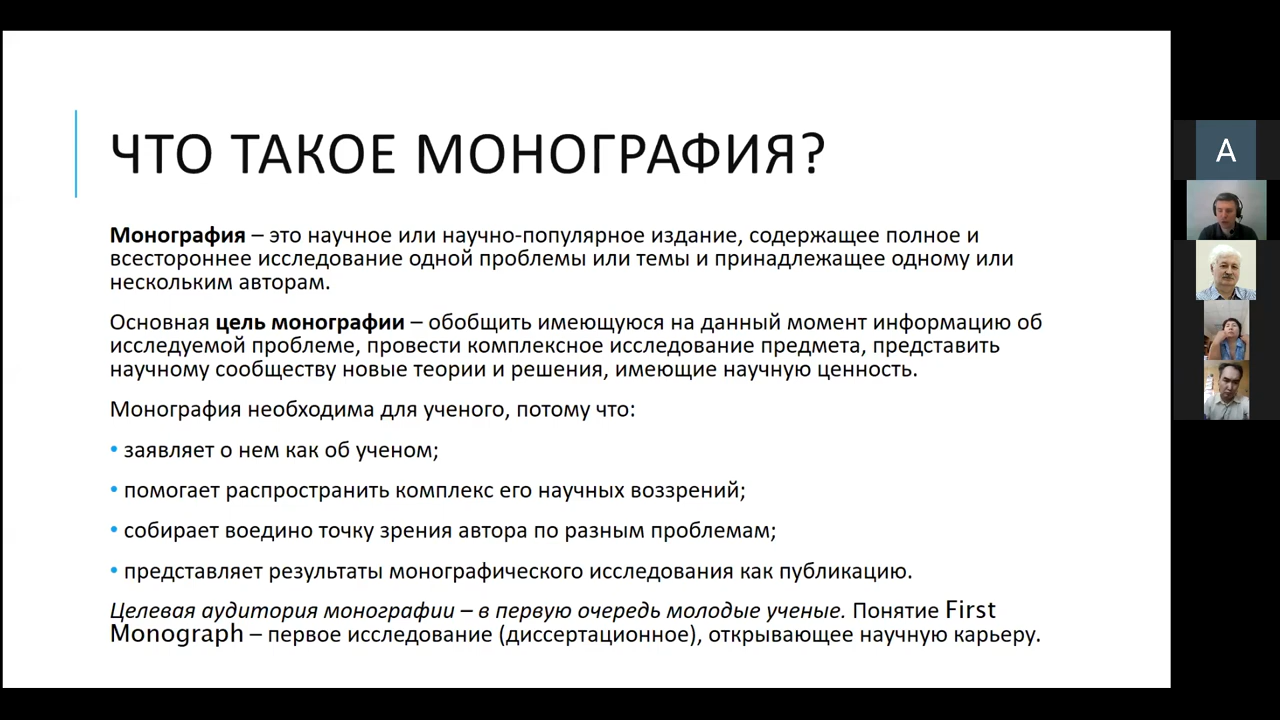 ЧТО ТАКОЕ МОНОГРАФИЯ?
Монография – это научное или научно-популярное издание, содержащее полное и
всестороннее исследование одной проблемы или темы и принадлежащее одному или
нескольким авторам.
Основная цель монографии – обобщить имеющуюся на данный момент информацию об
исследуемой проблеме, провести комплексное исследование предмета, представить
научному сообществу новые теории и решения, имеющие научную ценность.
Монография необходима для ученого, потому что:
• заявляет о нем как об ученом;
• помогает распространить комплекс его научных воззрений;
• собирает воедино точку зрения автора по разным проблемам;
• представляет результаты монографического исследования как публикацию.
Целевая аудитория монографии – в первую очередь молодые ученые. Понятие First
Monograph – первое исследование (диссертационное), открывающее научную карьеру.
A